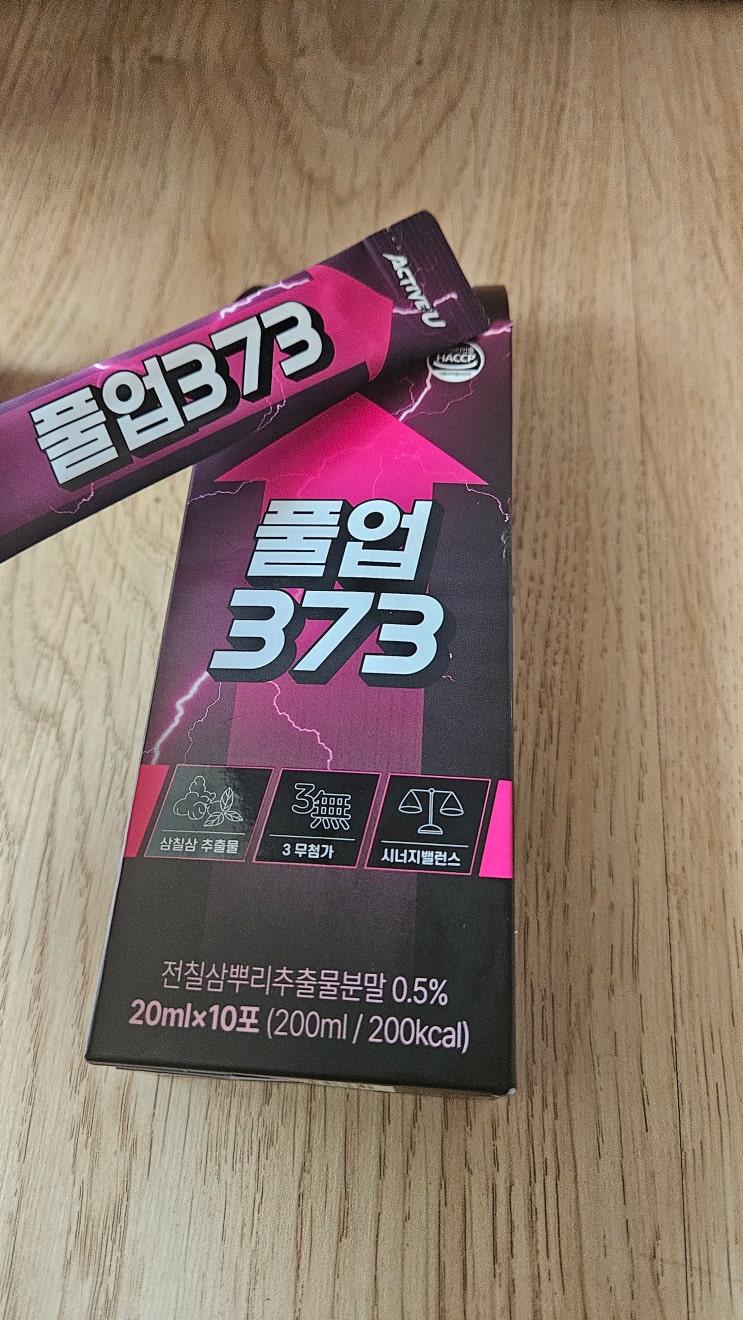 ACTIVE U
풀업373
HACCP
풀업
373
3無
삼칠삼 추출물
3 무첨가
시너지밸런스
전칠삼뿌리추출물분말 0.5%
20ml×10포 (200ml / 200kcal)